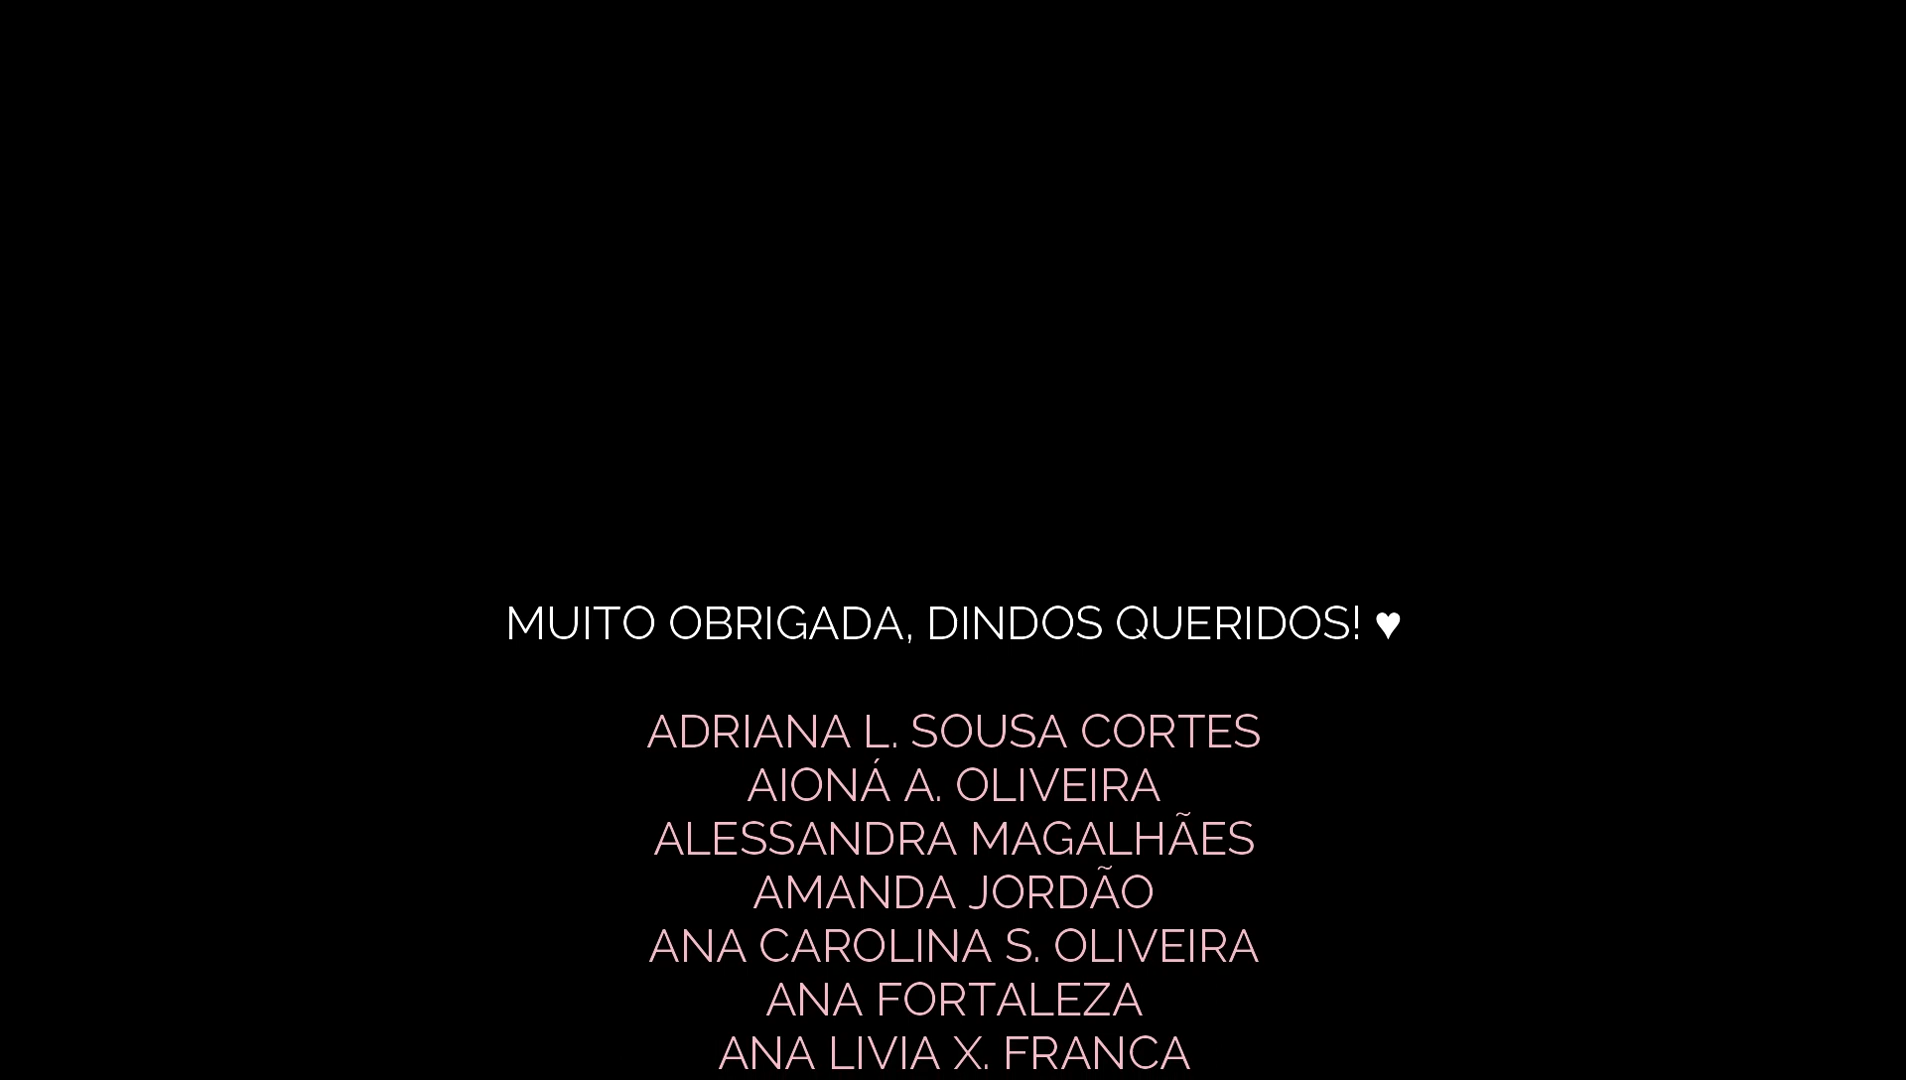 MUITO OBRIGADA, DINDOS QUERIDOS! ♥
ADRIANA L. SOUSA CORTES
AIONÁ A. OLIVEIRA
ALESSANDRA MAGALHÃES
AMANDA JORDÃO
ANA CAROLINA S. OLIVEIRA
ANA FORTALEZA
ANA LIVIA X. FRANCA